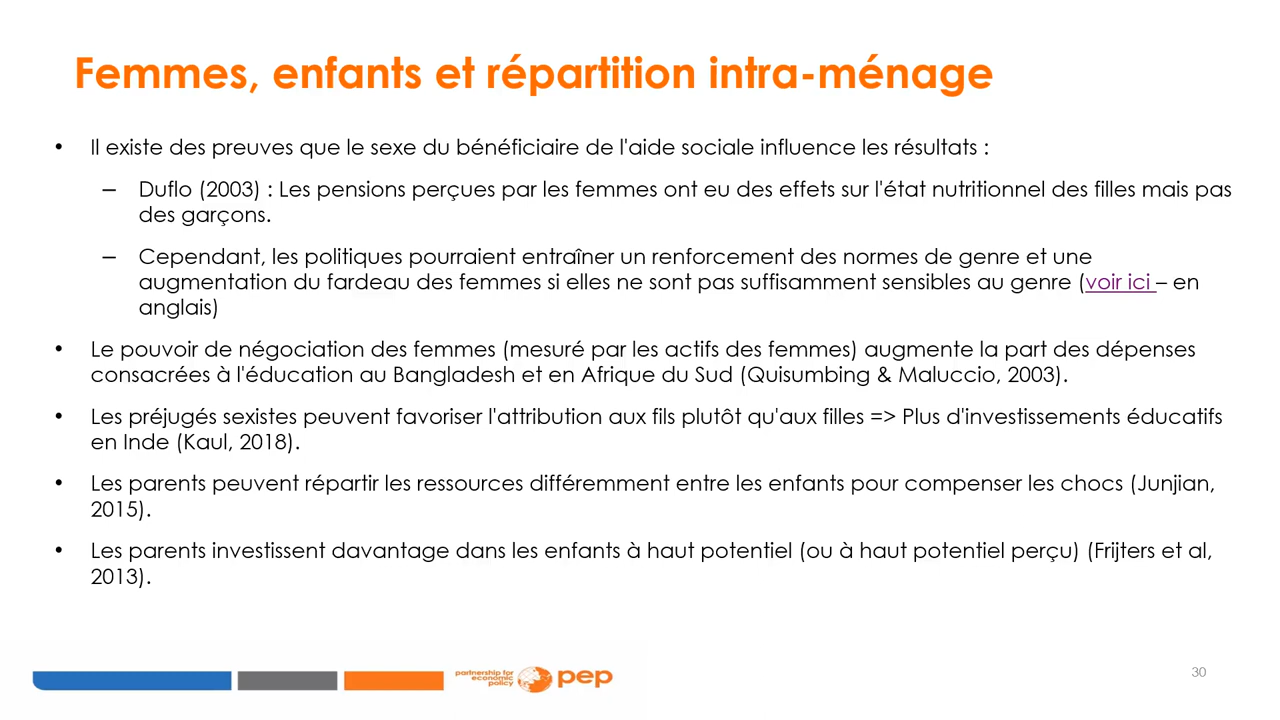 Femmes, enfants et répartition intra-ménage
• Il existe des preuves que le sexe du bénéficiaire de l'aide sociale influence les résultats :
– Duflo (2003) : Les pensions perçues par les femmes ont eu des effets sur l'état nutritionnel des filles mais pas
des garçons.
– Cependant, les politiques pourraient entraîner un renforcement des normes de genre et une
augmentation du fardeau des femmes si elles ne sont pas suffisamment sensibles au genre (voir ici – en
anglais)
• Le pouvoir de négociation des femmes (mesuré par les actifs des femmes) augmente la part des dépenses
consacrées à l'éducation au Bangladesh et en Afrique du Sud (Quisumbing & Maluccio, 2003).
• Les préjugés sexistes peuvent favoriser l'attribution aux fils plutôt qu'aux filles => Plus d'investissements éducatifs
en Inde (Kaul, 2018).
• Les parents peuvent répartir les ressources différemment entre les enfants pour compenser les chocs (Junjian,
2015).
• Les parents investissent davantage dans les enfants à haut potentiel (ou à haut potentiel perçu) (Frijters et al,
2013).
partnership for
economic
policy
pep
30